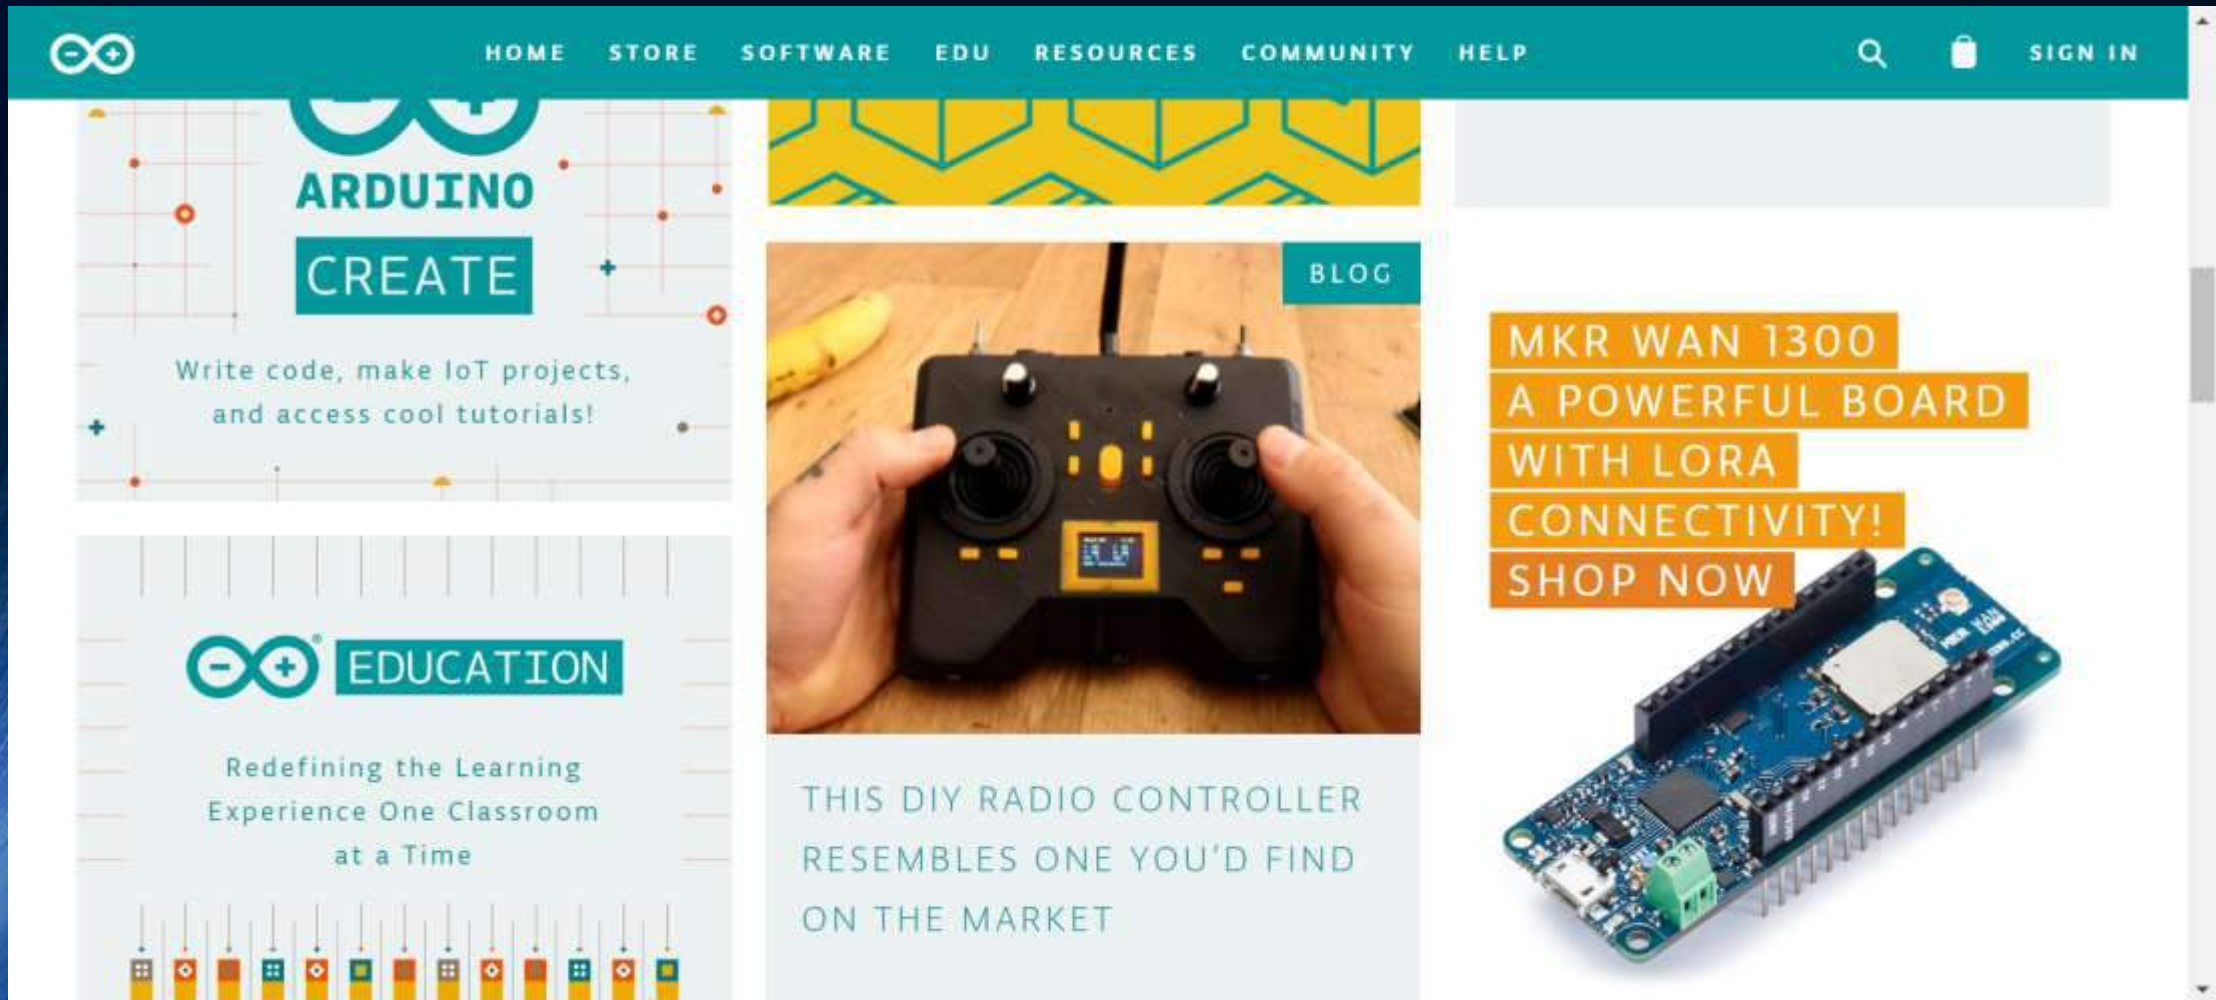 HOME STORE SOFTWARE EDU RESOURCES COMMUNITY HELP SIGN IN
ARDUINO
CREATE
Write code, make IoT projects,
and access cool tutorials!
EDUCATION
Redefining the Learning
Experience One Classroom
at a Time
BLOG
THIS DIY RADIO CONTROLLER
RESEMBLES ONE YOU'D FIND
ON THE MARKET
MKR WAN 1300
A POWERFUL BOARD
WITH LORA
CONNECTIVITY!
SHOP NOW